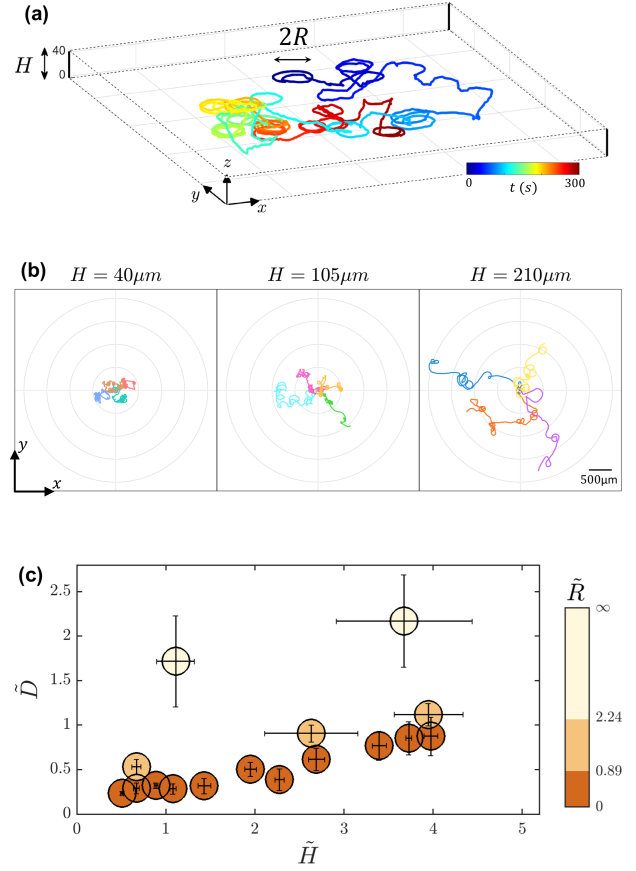 (a)
2R
H
40
0
z
y
x
0 300
t (s)
(b)
H = 40μm H = 105μm H = 210μm
y
x
500μm
(c)
R̃
∞
2.24
0.89
0
D̃
2.5
2
1.5
1
0.5
0
0 1 2 3 4 5
H̃